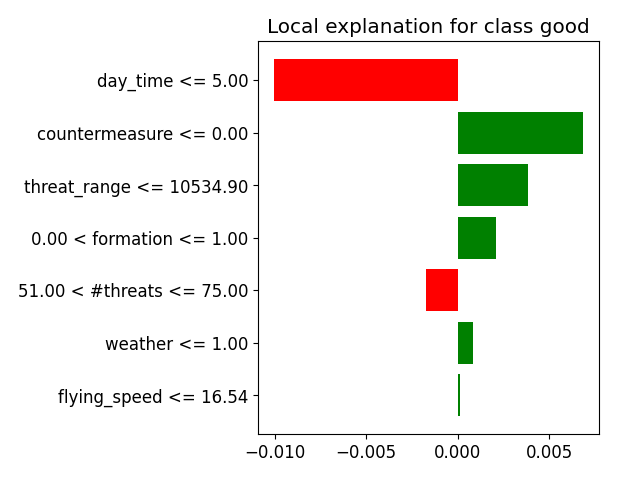 Local explanation for class good
day_time <= 5.00
countermeasure <= 0.00
threat_range <= 10534.90
0.00 < formation <= 1.00
51.00 < #threats <= 75.00
weather <= 1.00
flying_speed <= 16.54
−0.010 −0.005 0.000 0.005